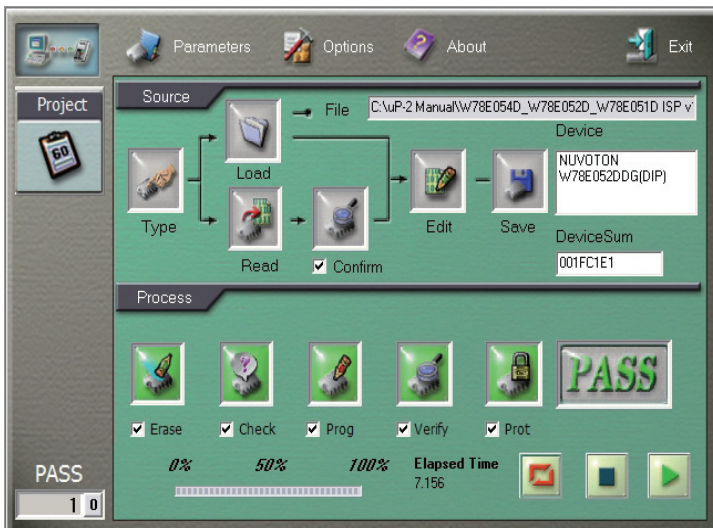 Parameters
Options
About
Exit
Project
GO
Source
File
C:\uP-2 Manual\W78E054D_W78E052D_W78E051D ISP v
Device
NUVOTON
W78E052DDG(DIP)
Load
Type
Edit
Save
DeviceSum
001FC1E1
Read
Confirm
Process
PASS
Erase
Check
Prog
Verify
Prot
0%
50%
100%
Elapsed Time
7.156
PASS
1
0